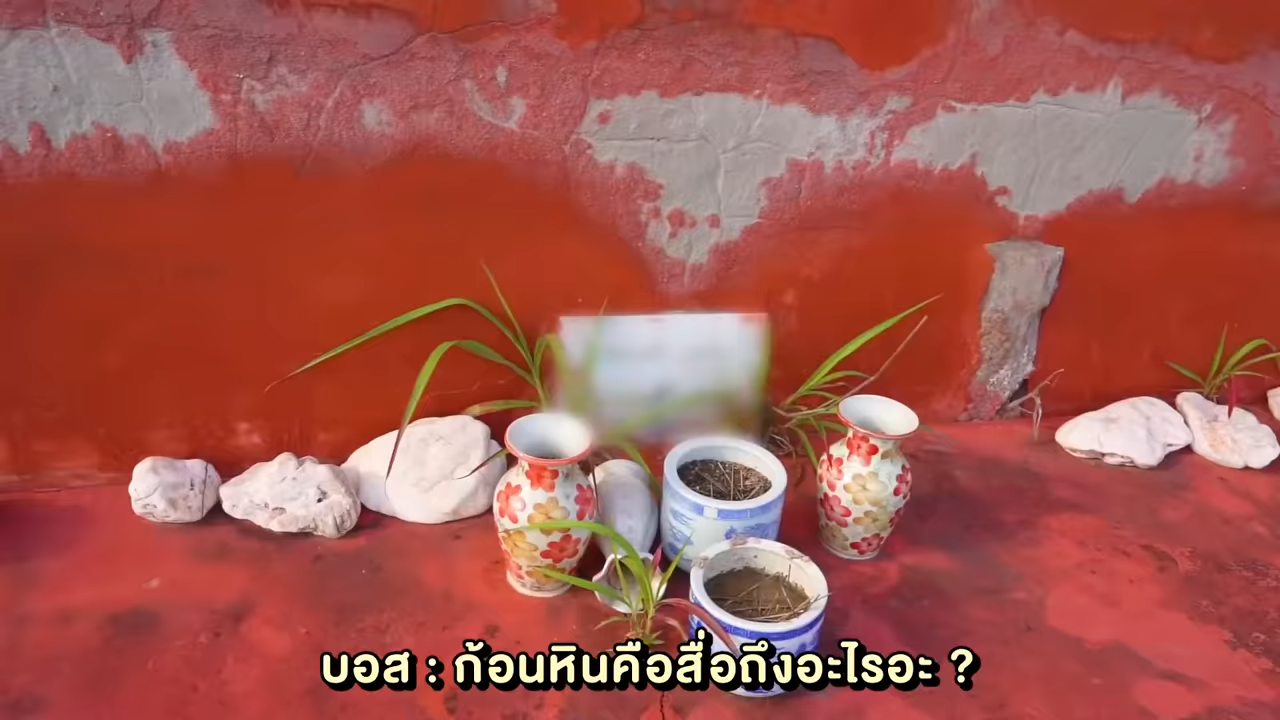 บอส : ก้อนหินคือสื่อถึงอะไรอะ ?